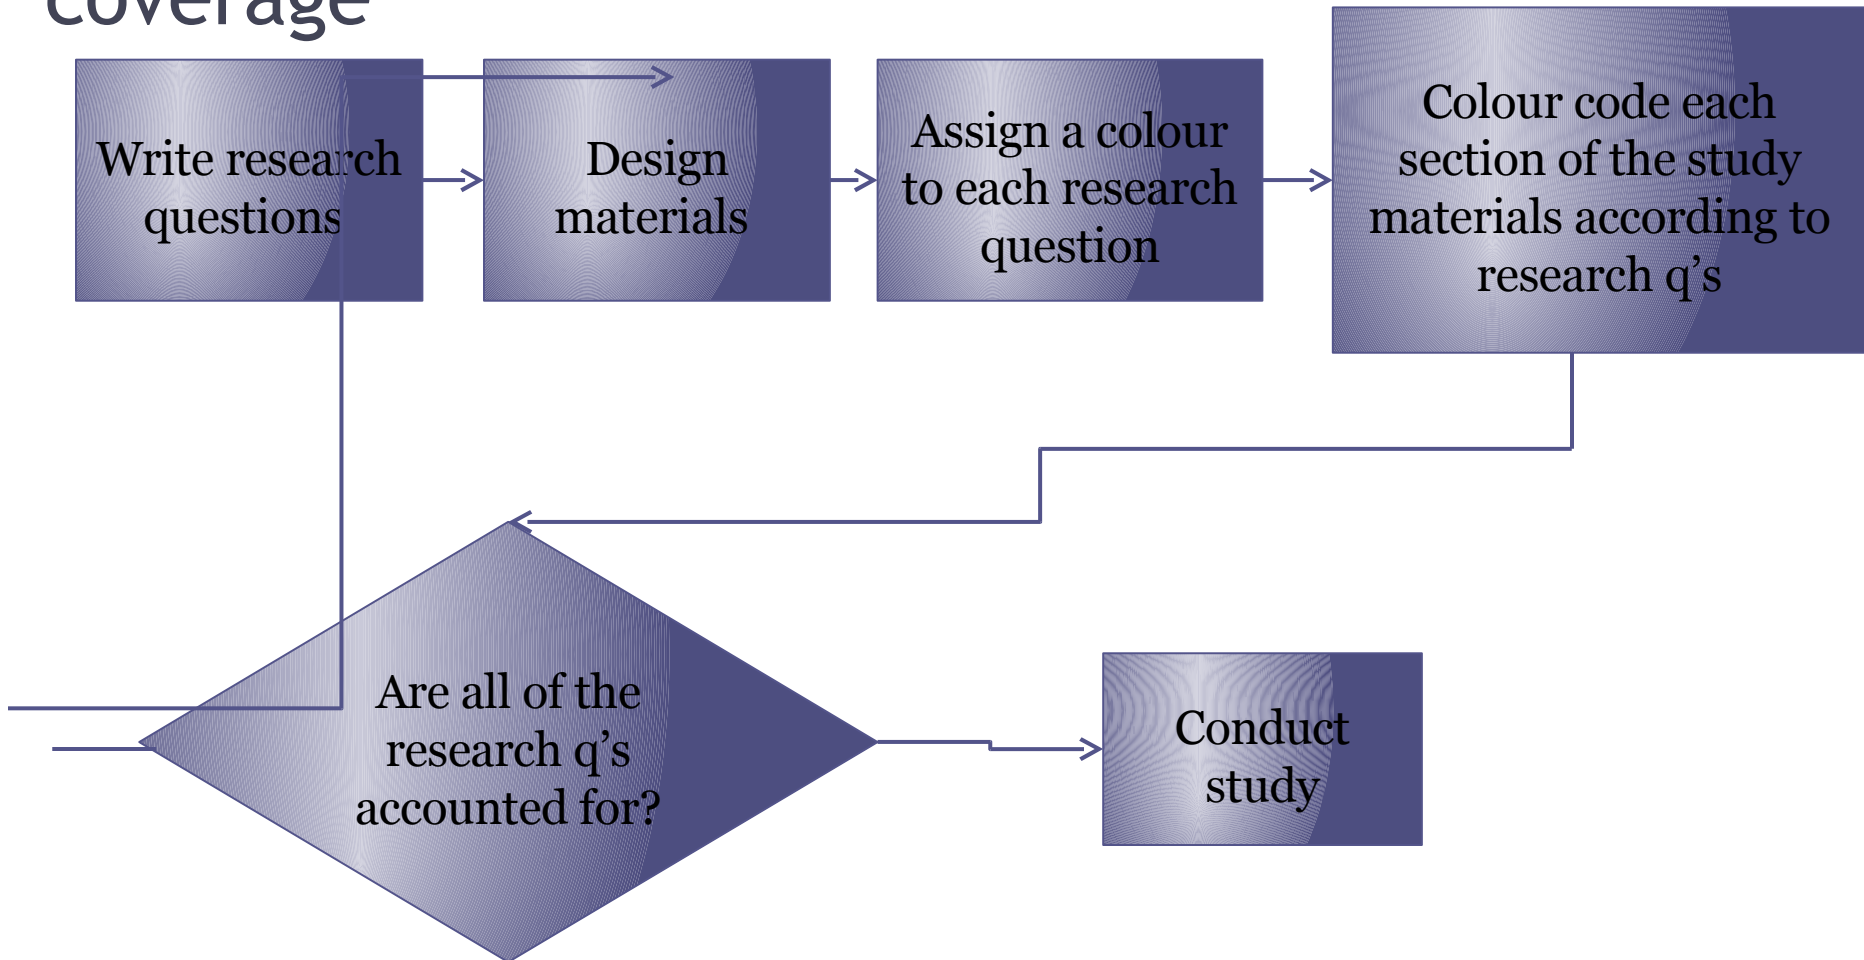 coverage
Write research
questions
Design
materials
Assign a colour
to each research
question
Colour code each
section of the study
materials according to
research q’s
Are all of the
research q’s
accounted for?
Conduct
study